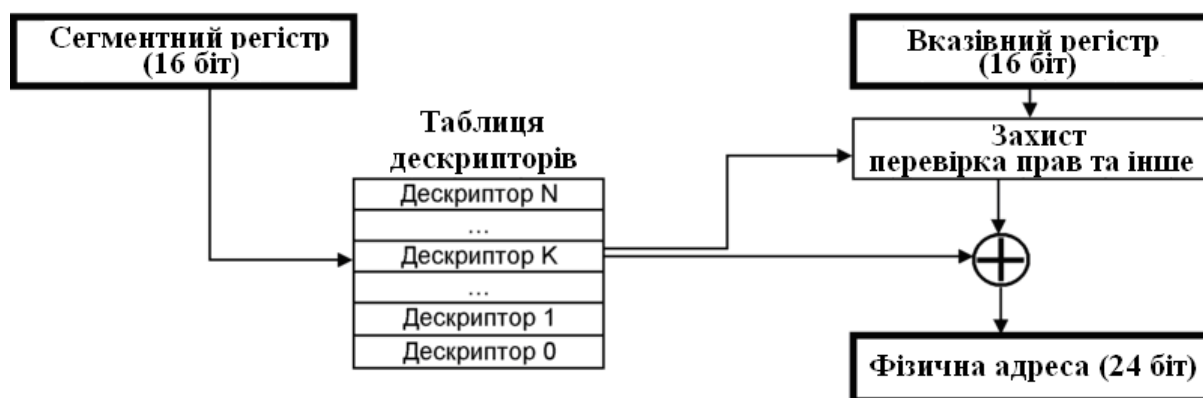 Сегментний регістр
(16 біт)
Вказівний регістр
(16 біт)
Таблиця
дескрипторів
Захист
перевірка прав та інше
Дескриптор N
...
Дескриптор K
...
Дескриптор 1
Дескриптор 0
Фізична адреса (24 біт)